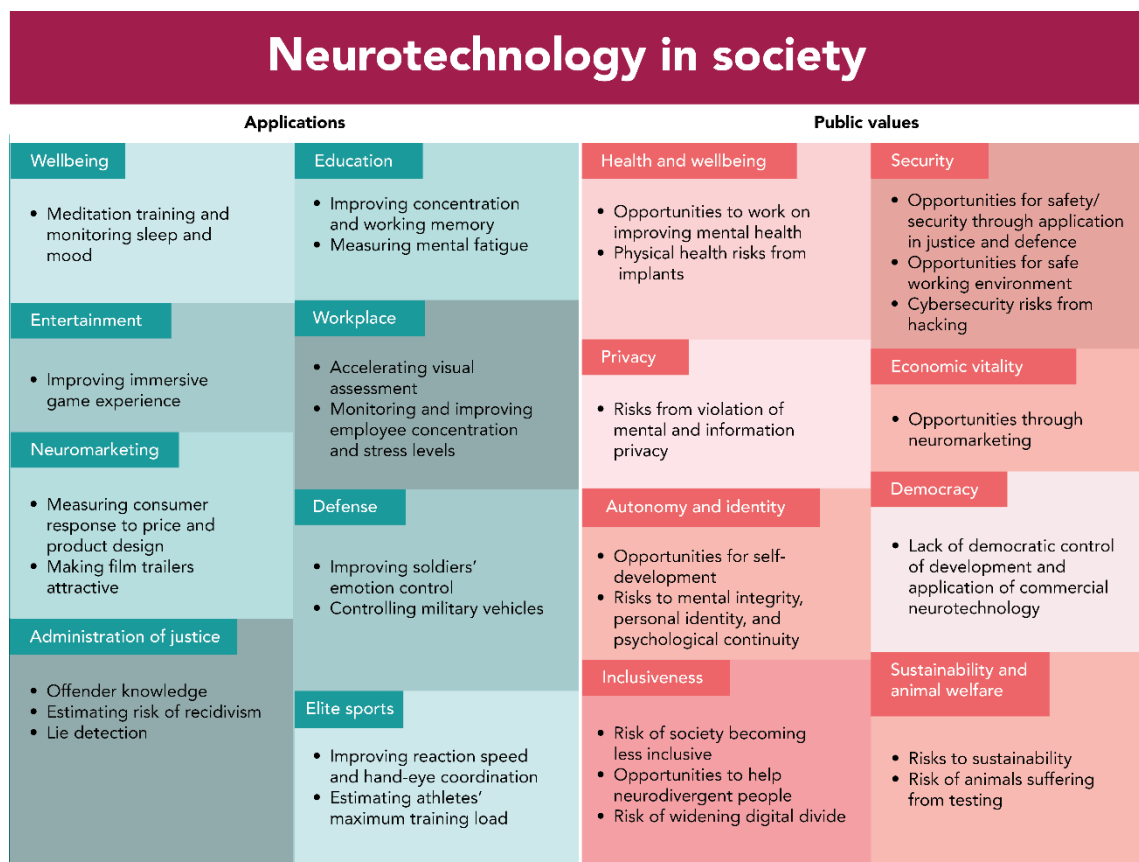 Neurotechnology in society
Applications
Wellbeing
• Meditation training and
monitoring sleep and
mood
Entertainment
• Improving immersive
game experience
Neuromarketing
• Measuring consumer
response to price and
product design
• Making film trailers
attractive
Administration of justice
• Offender knowledge
• Estimating risk of recidivism
• Lie detection
Education
• Improving concentration
and working memory
• Measuring mental fatigue
Workplace
• Accelerating visual
assessment
• Monitoring and improving
employee concentration
and stress levels
Defense
• Improving soldiers'
emotion control
• Controlling military vehicles
Elite sports
• Improving reaction speed
and hand-eye coordination
• Estimating athletes'
maximum training load
Public values
Health and wellbeing
• Opportunities to work on
improving mental health
• Physical health risks from
implants
Privacy
• Risks from violation of
mental and information
privacy
Autonomy and identity
• Opportunities for self-
development
• Risks to mental integrity,
personal identity, and
psychological continuity
Inclusiveness
• Risk of society becoming
less inclusive
• Opportunities to help
neurodivergent people
• Risk of widening digital divide
Security
• Opportunities for safety/
security through application
in justice and defence
• Opportunities for safe
working environment
• Cybersecurity risks from
hacking
Economic vitality
• Opportunities through
neuromarketing
Democracy
• Lack of democratic control
of development and
application of commercial
neurotechnology
Sustainability and
animal welfare
• Risks to sustainability
• Risk of animals suffering
from testing